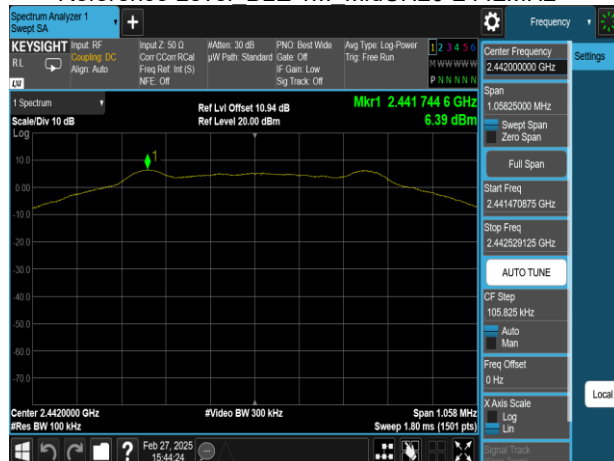 Spectrum Analyzer 1
Swept SA
Frequency
KEYSIGHT
RL
LXI
Input: RF
Coupling: DC
Align: Auto
Input Z: 50 Ω
Corr CCorr RCal
Freq Ref: Int (S)
NFE: Off
#Atten: 30 dB
µW Path: Standard
PNO: Best Wide
Gate: Off
IF Gain: Low
Sig Track: Off
Avg Type: Log-Power
Trig: Free Run
1 2 3 4 5 6
M W W W W W
P N N N N N
1 Spectrum
Scale/Div 10 dB
Log
Ref Lvl Offset 10.94 dB
Ref Level 20.00 dBm
Mkr1 2.441 744 6 GHz
6.39 dBm
1
10.0
0.00
-10.0
-20.0
-30.0
-40.0
-50.0
-60.0
-70.0
Center 2.4420000 GHz
#Res BW 100 kHz
#Video BW 300 kHz
Span 1.058 MHz
Sweep 1.80 ms (1501 pts)
Feb 27, 2025
15:44:24
Center Frequency
2.442000000 GHz
Span
1.05825000 MHz
Swept Span
Zero Span
Full Span
Start Freq
2.441470875 GHz
Stop Freq
2.442529125 GHz
AUTO TUNE
CF Step
105.825 kHz
Auto
Man
Freq Offset
0 Hz
X Axis Scale
Log
Lin
Signal Track
Settings
Local